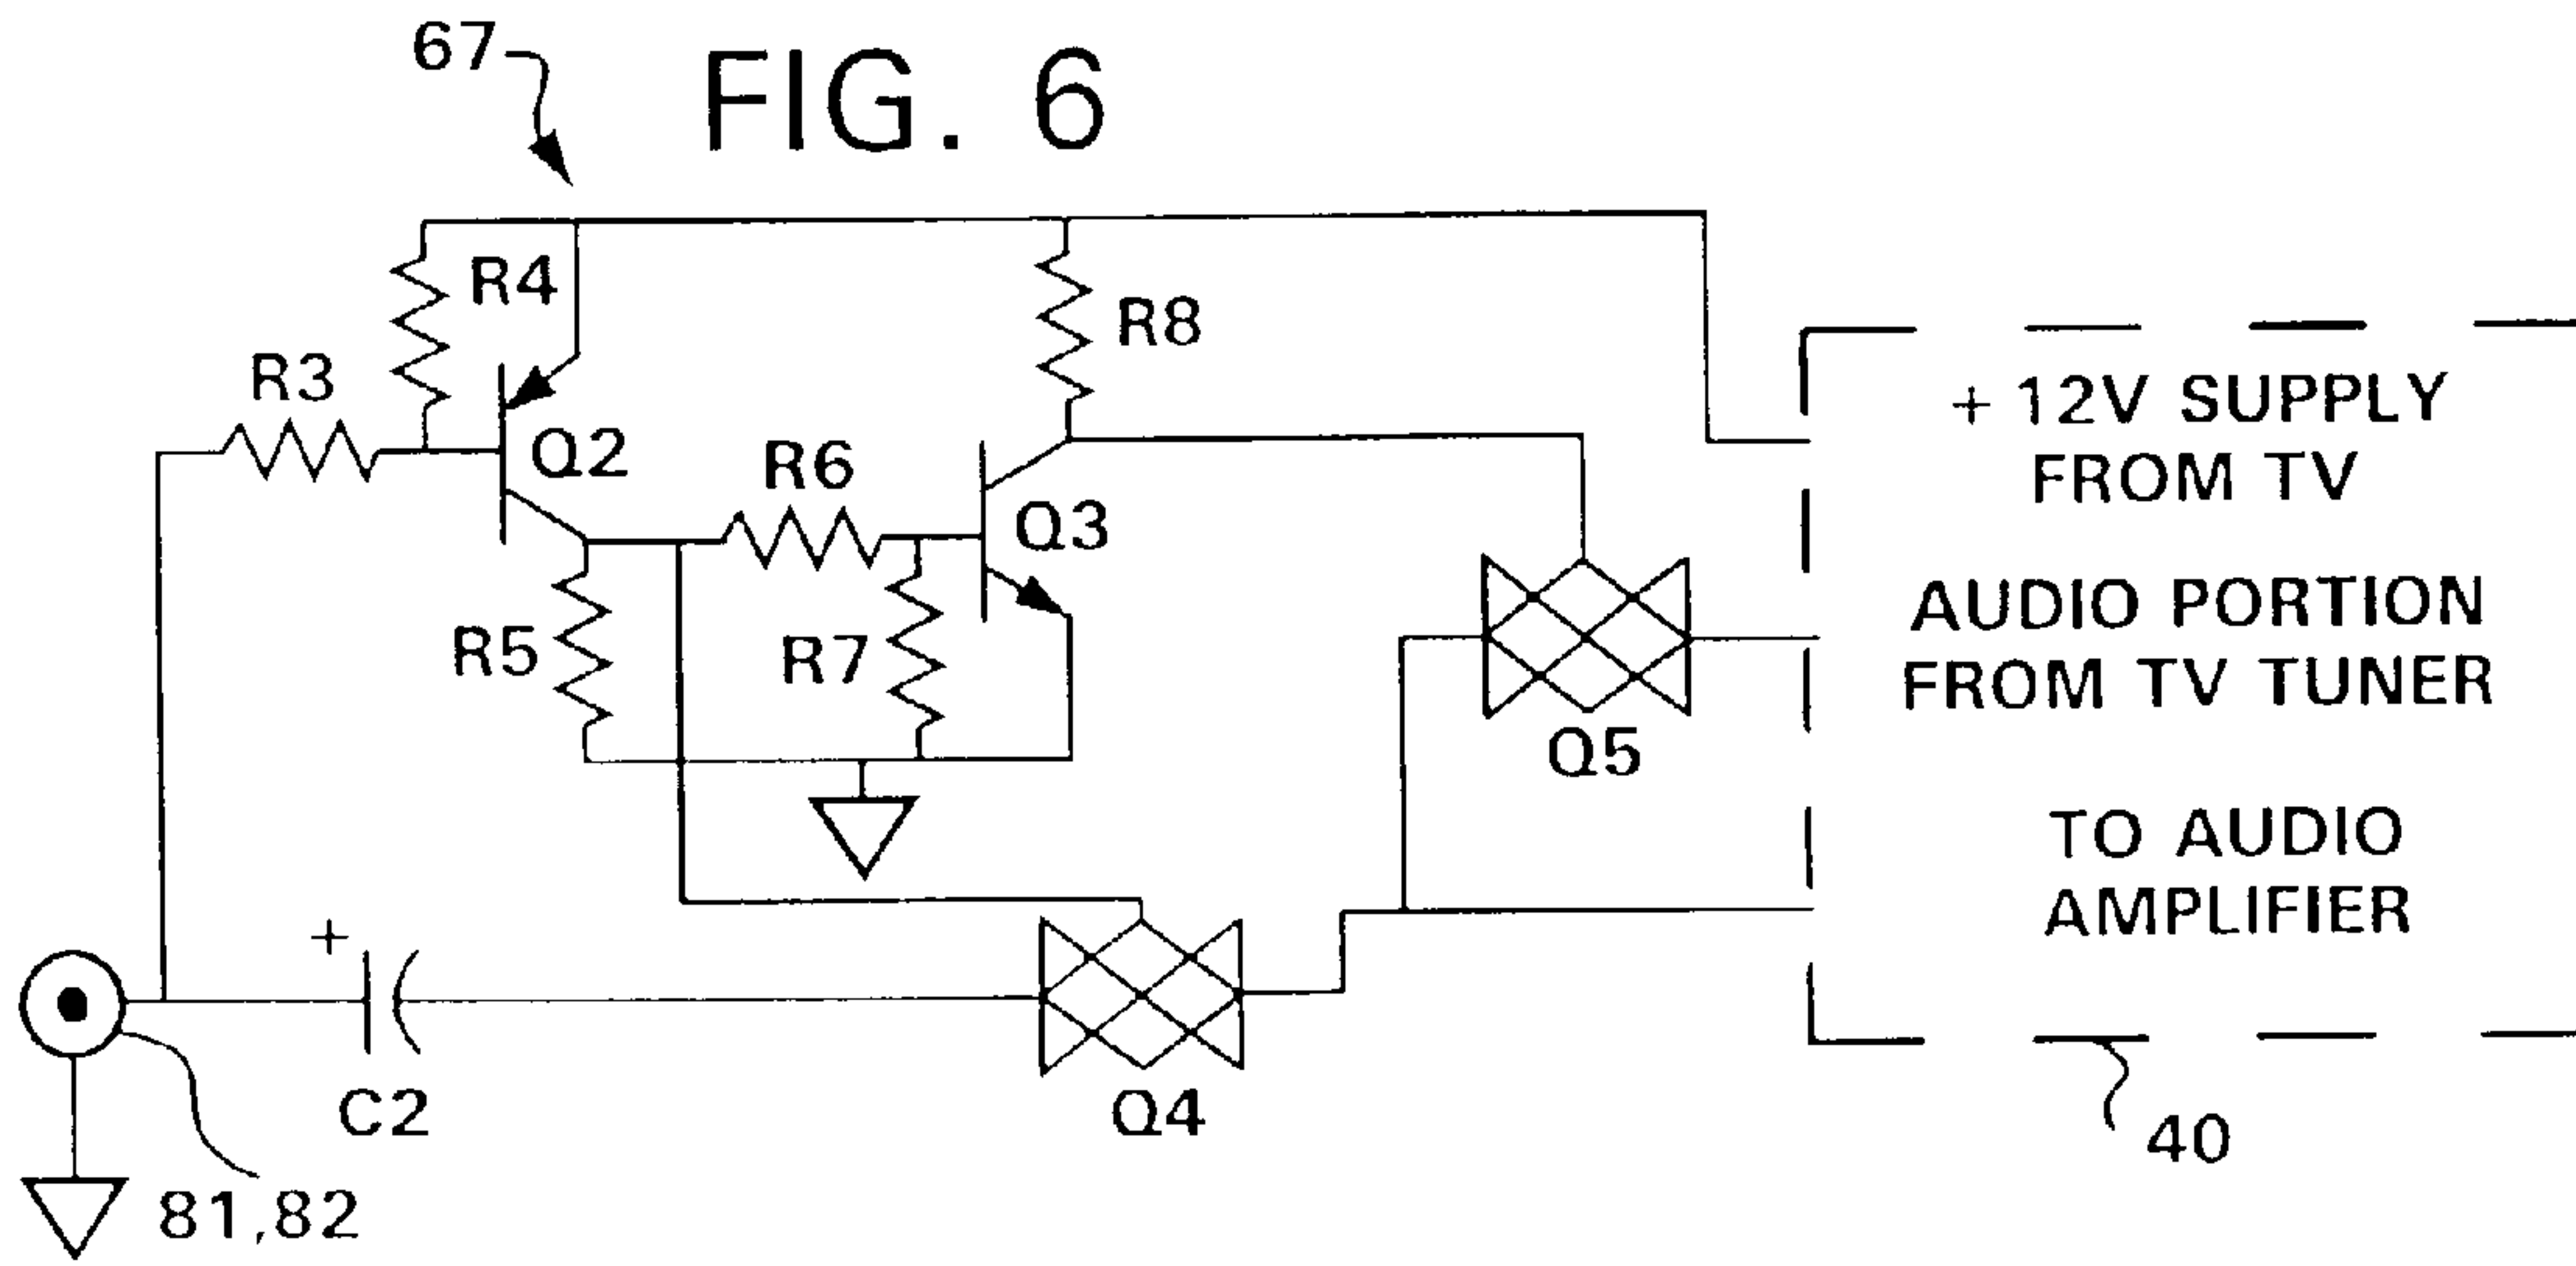 67
FIG. 6
R4
R8
R3
+ 12V SUPPLY
FROM TV
Q2
R6
Q3
AUDIO PORTION
FROM TV TUNER
R5
R7
Q5
TO AUDIO
AMPLIFIER
+
C2
Q4
40
81,82